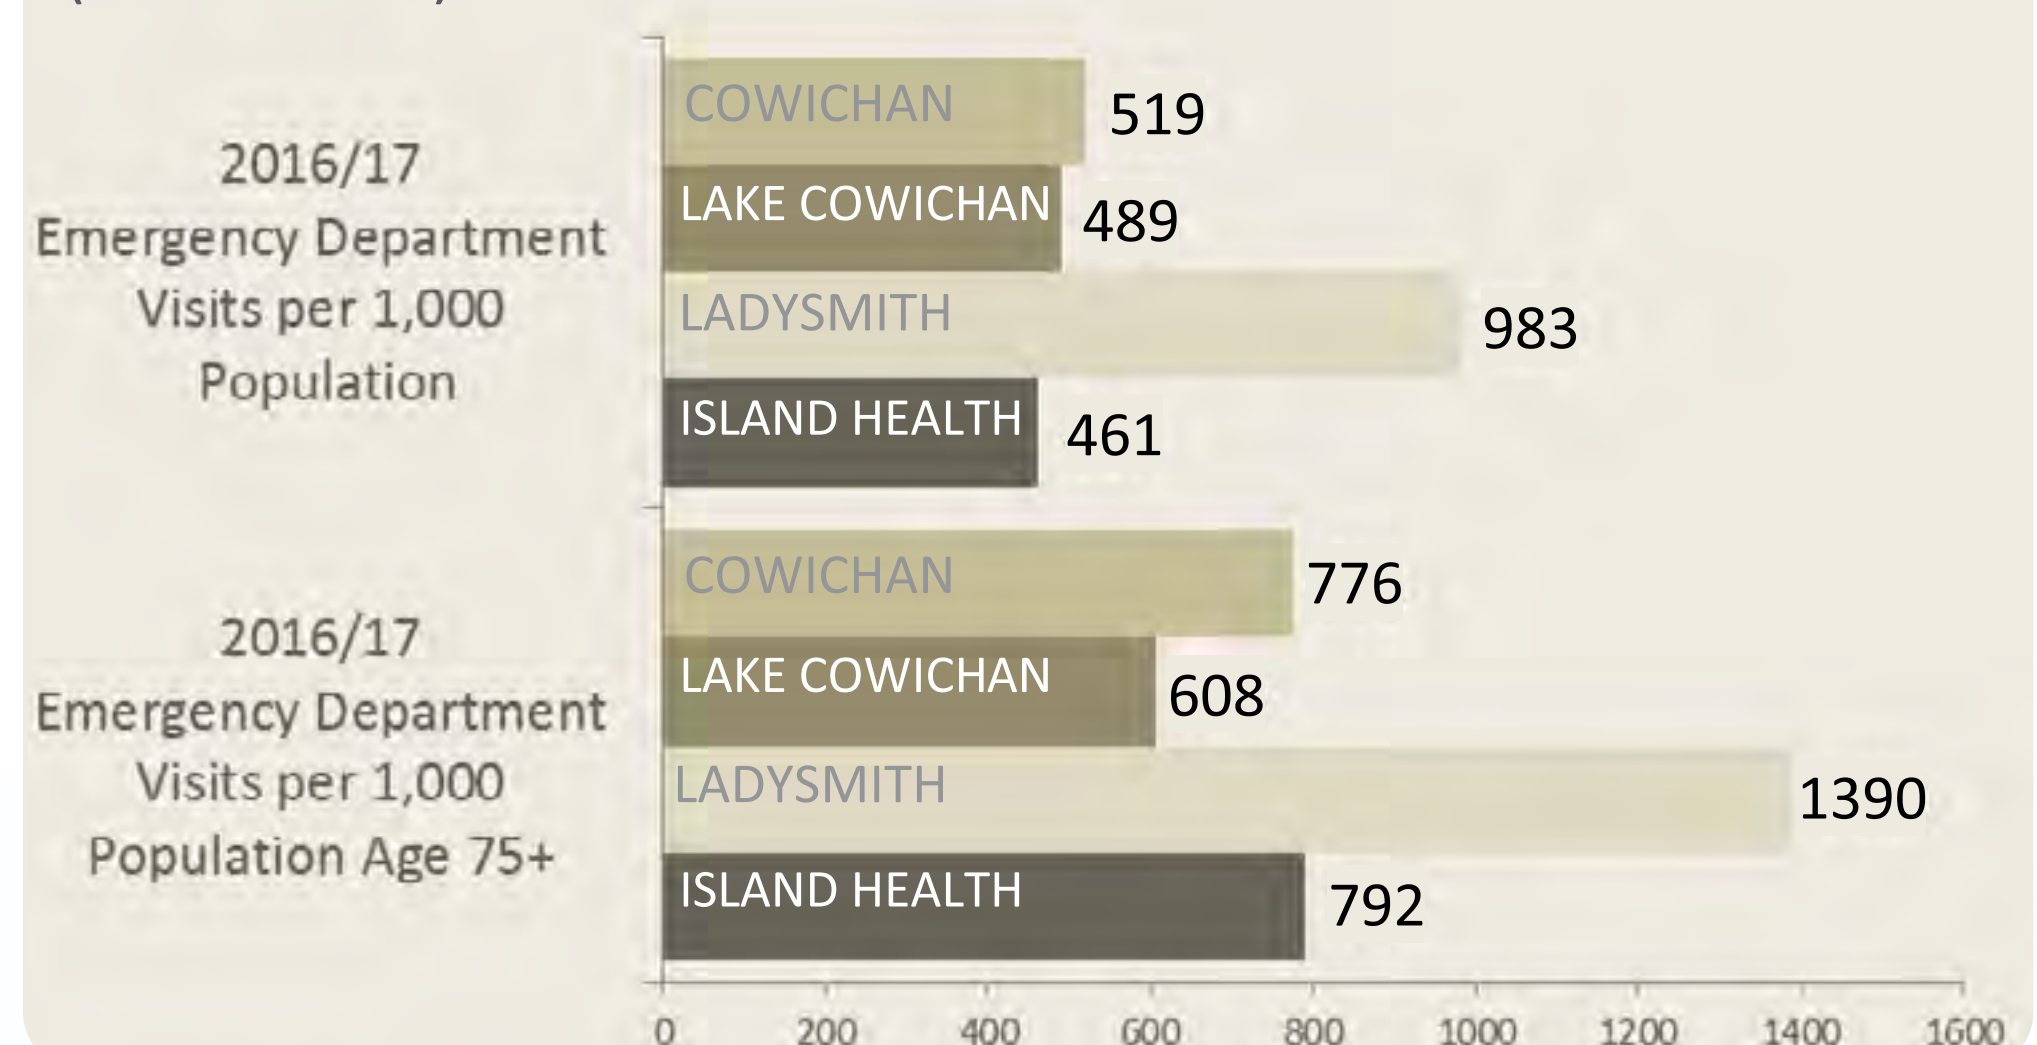 2016/17
Emergency Department
Visits per 1,000
Population
COWICHAN 519
LAKE COWICHAN 489
LADYSMITH 983
ISLAND HEALTH 461
2016/17
Emergency Department
Visits per 1,000
Population Age 75+
COWICHAN 776
LAKE COWICHAN 608
LADYSMITH 1390
ISLAND HEALTH 792
0 200 400 600 800 1000 1200 1400 1600